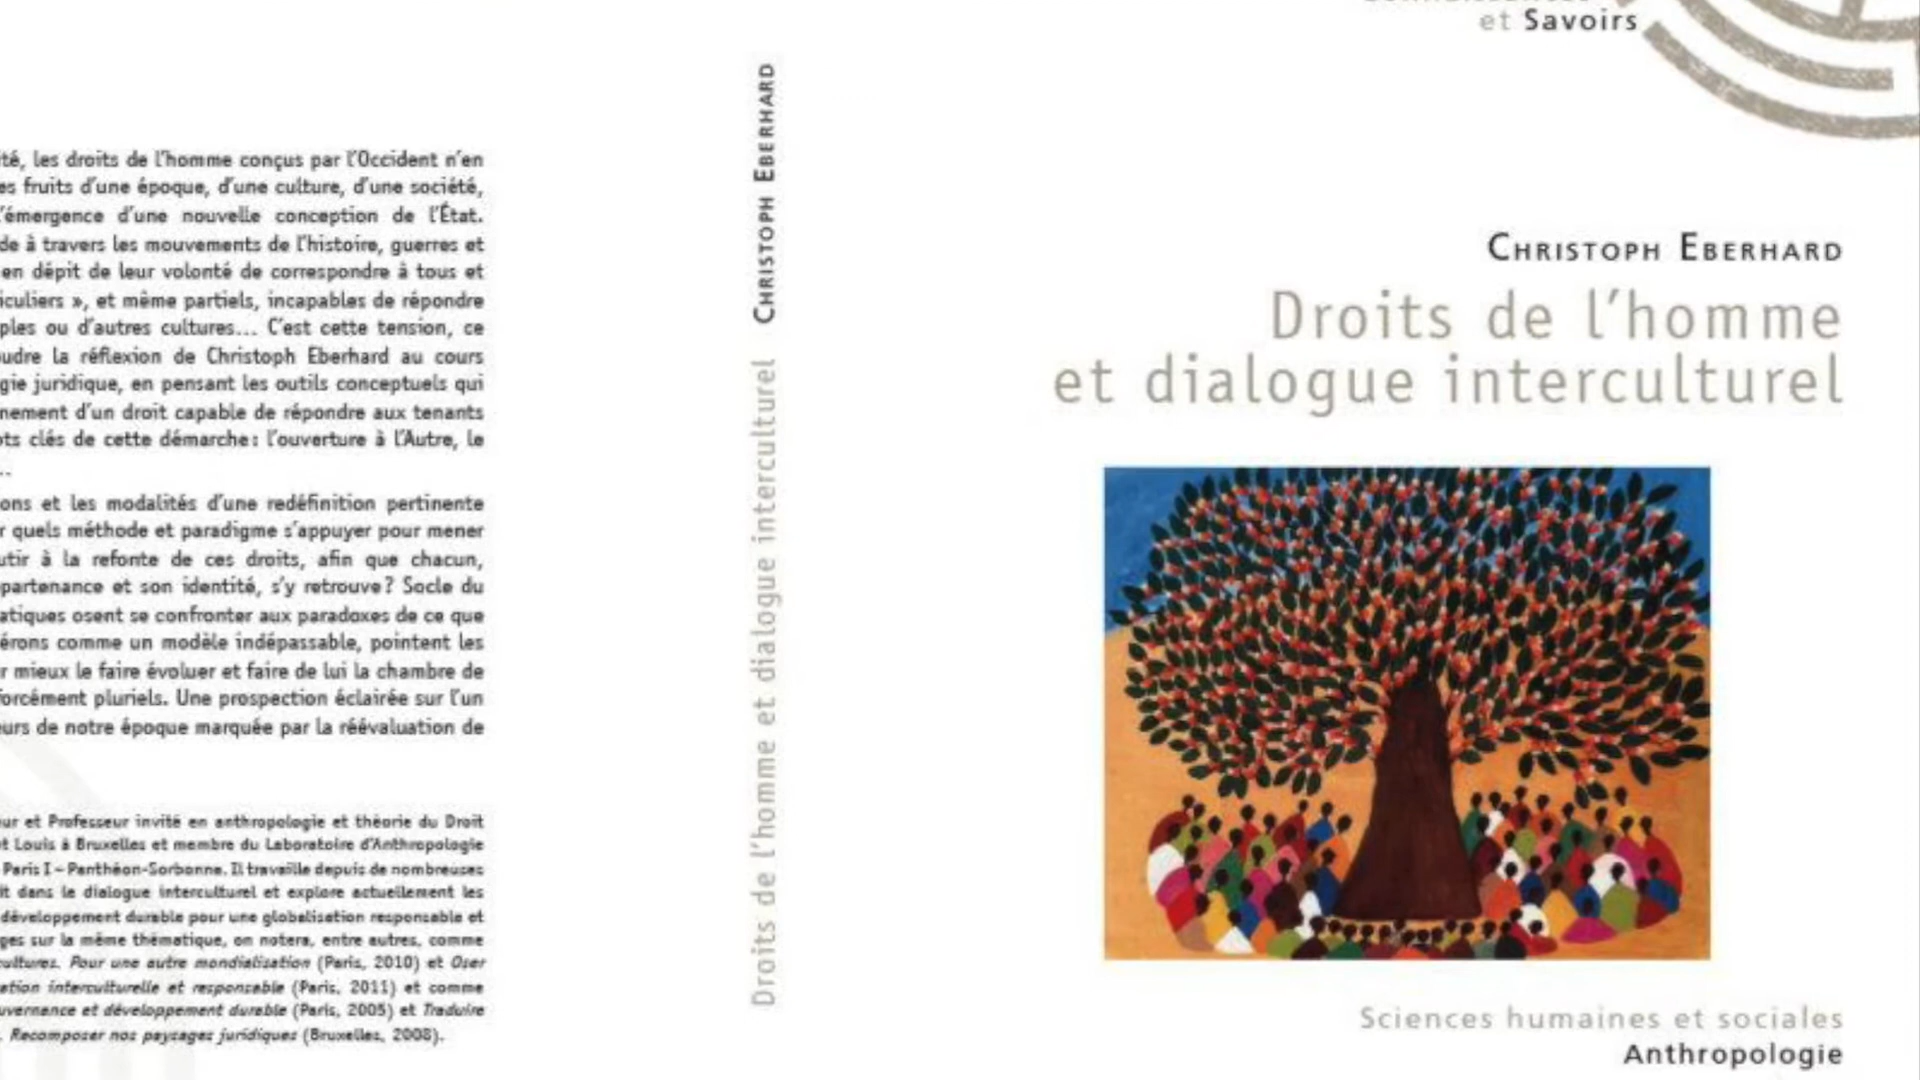 ité, les droits de l'homme conçus par l'Occident n'en
es fruits d'une époque, d'une culture, d'une société,
l'émergence d'une nouvelle conception de l'État.
de à travers les mouvements de l'histoire, guerres et
en dépit de leur volonté de correspondre à tous et
iculiers », et même partiels, incapables de répondre
ples ou d'autres cultures... C'est cette tension, ce
udre la réflexion de Christoph Eberhard au cours
gie juridique, en pensant les outils conceptuels qui
nement d'un droit capable de répondre aux tenants
ots clés de cette démarche : l'ouverture à l'Autre, le
..
ons et les modalités d'une redéfinition pertinente
r quels méthode et paradigme s'appuyer pour mener
utir à la refonte de ces droits, afin que chacun,
partenance et son identité, s'y retrouve ? Socle du
atiques osent se confronter aux paradoxes de ce que
érons comme un modèle indépassable, pointent les
r mieux le faire évoluer et faire de lui la chambre de
forcément pluriels. Une prospection éclairée sur l'un
eurs de notre époque marquée par la réévaluation de
ur et Professeur invité en anthropologie et théorie du Droit
t Louis à Bruxelles et membre du Laboratoire d'Anthropologie
Paris I – Panthéon-Sorbonne. Il travaille depuis de nombreuses
it dans le dialogue interculturel et explore actuellement les
développement durable pour une globalisation responsable et
ges sur la même thématique, on notera, entre autres, comme
cultures. Pour une autre mondialisation (Paris, 2010) et Oser
ation interculturelle et responsable (Paris, 2011) et comme
uvernance et développement durable (Paris, 2005) et Traduire
. Recomposer nos paysages juridiques (Bruxelles, 2008).
Droits de l'homme et dialogue interculturel CHRISTOPH EBERHARD
et Savoirs
CHRISTOPH EBERHARD
Droits de l'homme
et dialogue interculturel
Sciences humaines et sociales
Anthropologie